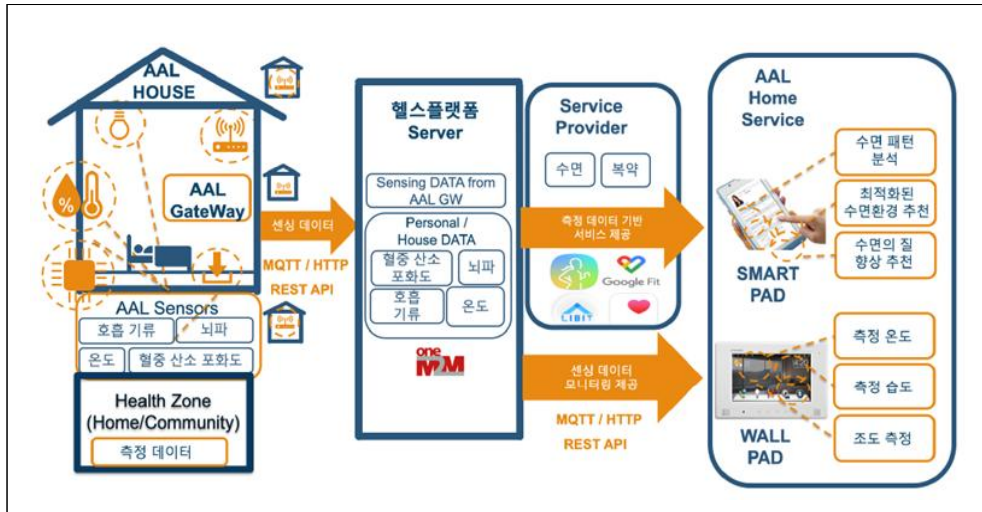 AAL
HOUSE
%
AAL
GateWay
AAL Sensors
호흡 기류
뇌파
온도
혈중 산소 포화도
Health Zone
(Home/Community)
측정 데이터
센싱 데이터
MQTT / HTTP
REST API
헬스플랫폼
Server
Sensing DATA from
AAL GW
Personal /
House DATA
혈중 산소
포화도
뇌파
호흡
기류
온도
one
M2M
Service
Provider
수면
복약
측정 데이터 기반
서비스 제공
Google Fit
CIBIT
센싱 데이터
모니터링 제공
MQTT / HTTP
REST API
AAL
Home
Service
수면 패턴
분석
최적화된
수면환경 추천
수면의 질
향상 추천
SMART
PAD
측정 온도
측정 습도
조도 측정
WALL
PAD